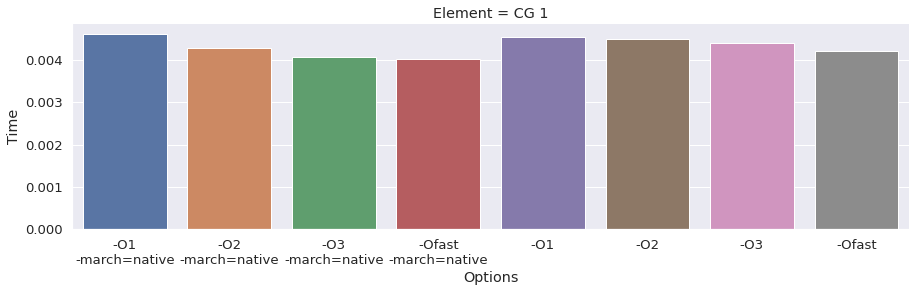 Element = CG 1
Time
0.004
0.003
0.002
0.001
0.000
-O1
-march=native
-O2
-march=native
-O3
-march=native
-Ofast
-march=native
-O1
-O2
-O3
-Ofast
Options